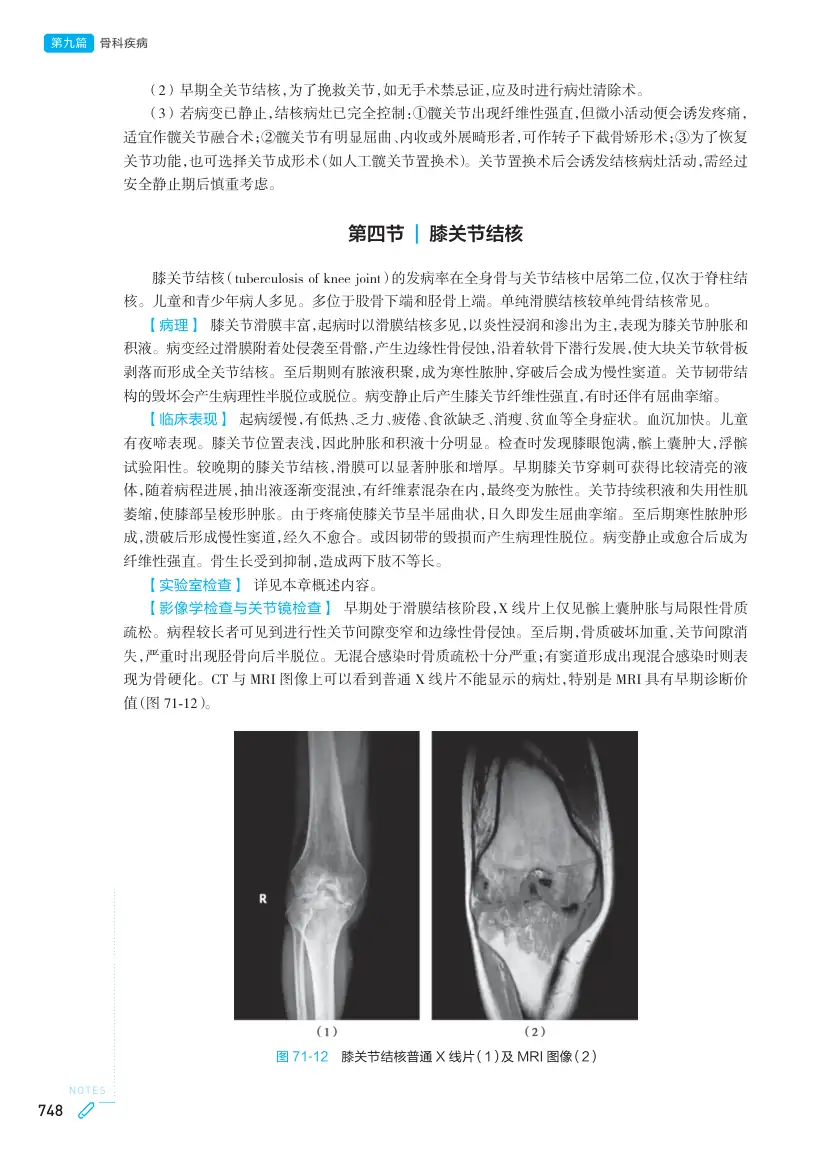 第九篇 骨科疾病
（2）早期全关节结核，为了挽救关节，如无手术禁忌证，应及时进行病灶清除术。
（3）若病变已静止，结核病灶已完全控制：①髋关节出现纤维性强直，但微小活动便会诱发疼痛，
适宜作髋关节融合术；②髋关节有明显屈曲、内收或外展畸形者，可作转子下截骨矫形术；③为了恢复
关节功能，也可选择关节成形术（如人工髋关节置换术）。关节置换术后会诱发结核病灶活动，需经过
安全静止期后慎重考虑。
第四节 | 膝关节结核
膝关节结核（tuberculosis of knee joint）的发病率在全身骨与关节结核中居第二位，仅次于脊柱结
核。儿童和青少年病人多见。多位于股骨下端和胫骨上端。单纯滑膜结核较单纯骨结核常见。
【病理】 膝关节滑膜丰富，起病时以滑膜结核多见，以炎性浸润和渗出为主，表现为膝关节肿胀和
积液。病变经过滑膜附着处侵袭至骨骼，产生边缘性骨侵蚀，沿着软骨下潜行发展，使大块关节软骨板
剥落而形成全关节结核。至后期则有脓液积聚，成为寒性脓肿，穿破后会成为慢性窦道。关节韧带结
构的毁坏会产生病理性半脱位或脱位。病变静止后产生膝关节纤维性强直，有时还伴有屈曲挛缩。
【临床表现】 起病缓慢，有低热、乏力、疲倦、食欲缺乏、消瘦、贫血等全身症状。血沉加快。儿童
有夜啼表现。膝关节位置表浅，因此肿胀和积液十分明显。检查时发现膝眼饱满，髌上囊肿大，浮髌
试验阳性。较晚期的膝关节结核，滑膜可以显著肿胀和增厚。早期膝关节穿刺可获得比较清亮的液
体，随着病程进展，抽出液逐渐变混浊，有纤维素混杂在内，最终变为脓性。关节持续积液和失用性肌
萎缩，使膝部呈梭形肿胀。由于疼痛使膝关节呈半屈曲状，日久即发生屈曲挛缩。至后期寒性脓肿形
成，溃破后形成慢性窦道，经久不愈合。或因韧带的毁损而产生病理性脱位。病变静止或愈合后成为
纤维性强直。骨生长受到抑制，造成两下肢不等长。
【实验室检查】 详见本章概述内容。
【影像学检查与关节镜检查】 早期处于滑膜结核阶段，X 线片上仅见髌上囊肿胀与局限性骨质
疏松。病程较长者可见到进行性关节间隙变窄和边缘性骨侵蚀。至后期，骨质破坏加重，关节间隙消
失，严重时出现胫骨向后半脱位。无混合感染时骨质疏松十分严重；有窦道形成出现混合感染时则表
现为骨硬化。CT 与 MRI 图像上可以看到普通 X 线片不能显示的病灶，特别是 MRI 具有早期诊断价
值（图 71-12）。
R
（1） （2）
图 71-12 膝关节结核普通 X 线片（1）及 MRI 图像（2）
NOTES
748